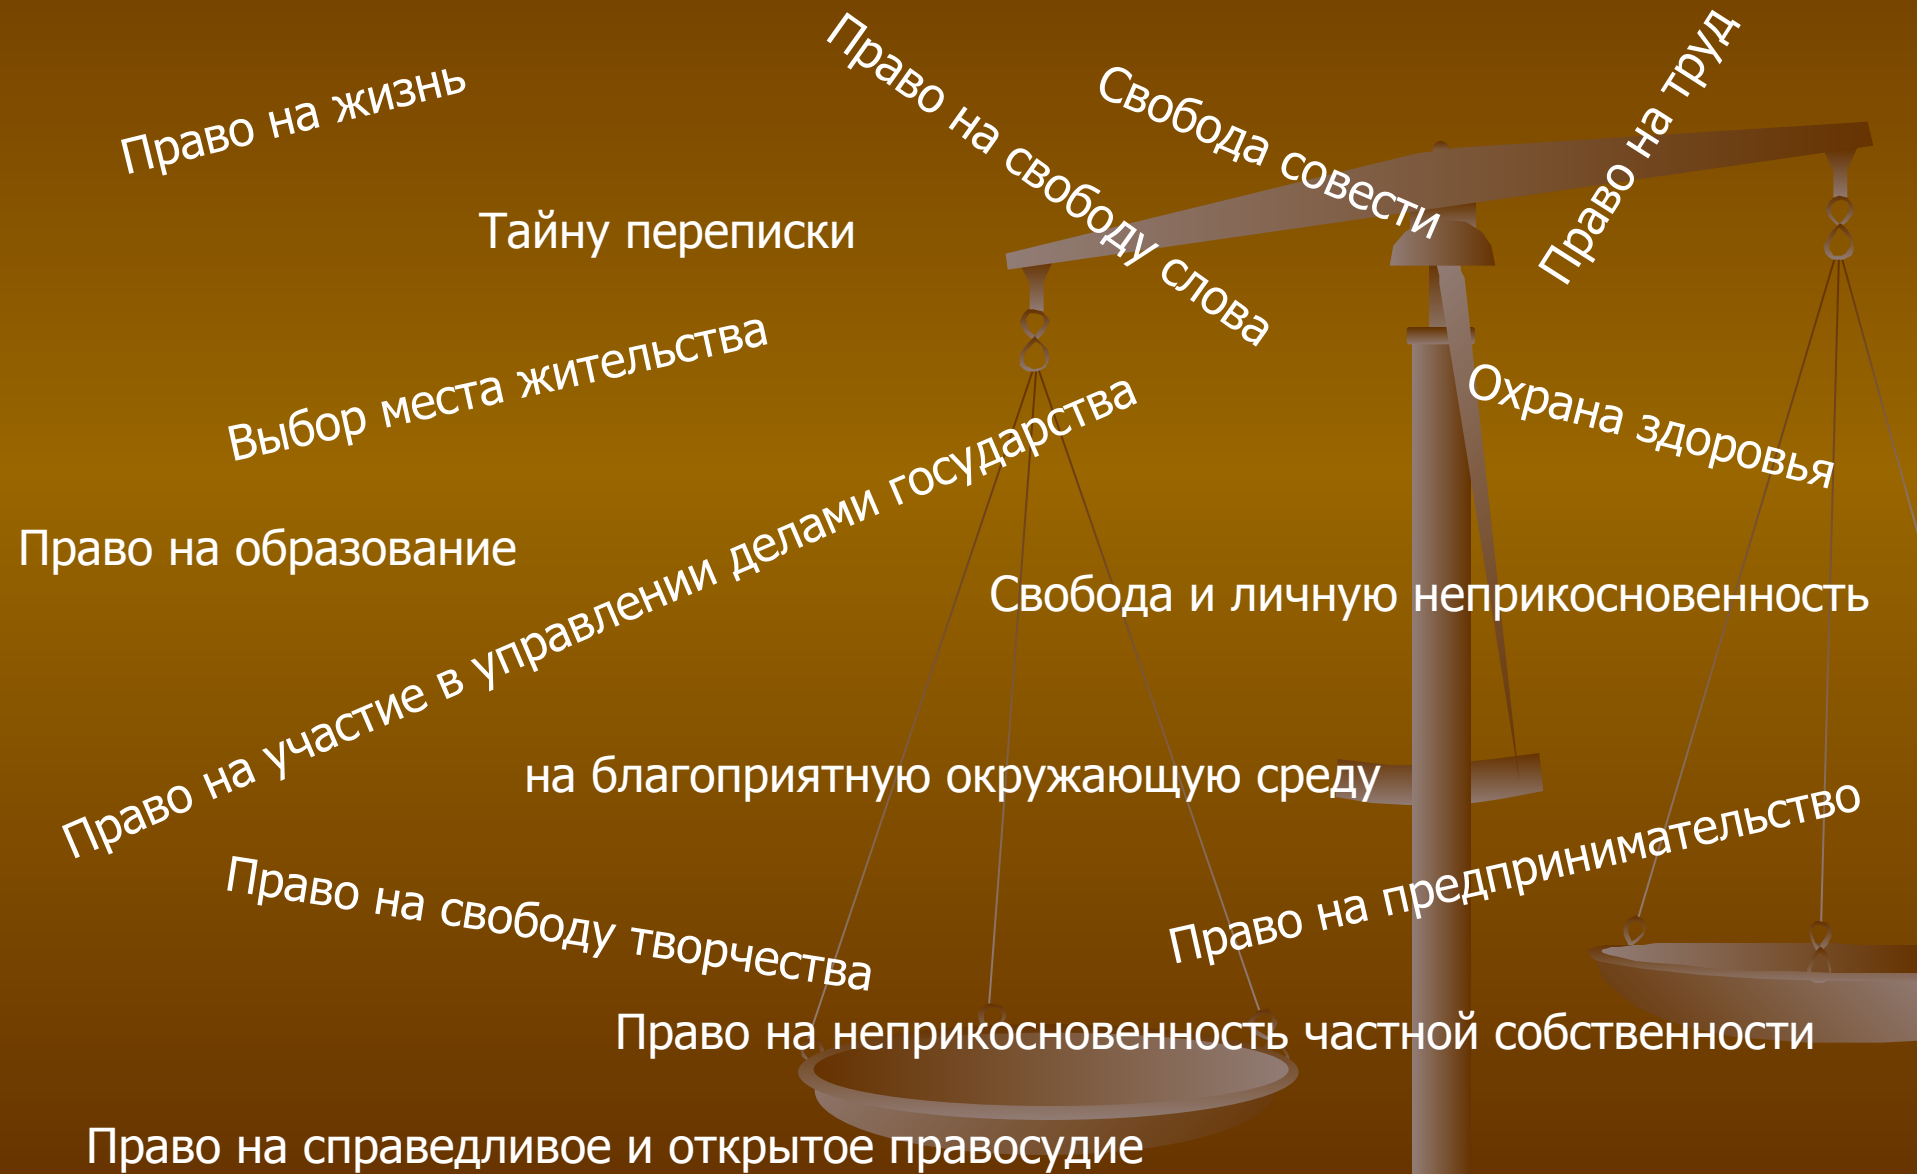 Право на жизнь
Право на свободу слова
Свобода совести
Право на труд
Тайну переписки
Выбор места жительства
Охрана здоровья
Право на образование
Право на участие в управлении делами государства
Свобода и личную неприкосновенность
на благоприятную окружающую среду
Право на предпринимательство
Право на свободу творчества
Право на неприкосновенность частной собственности
Право на справедливое и открытое правосудие